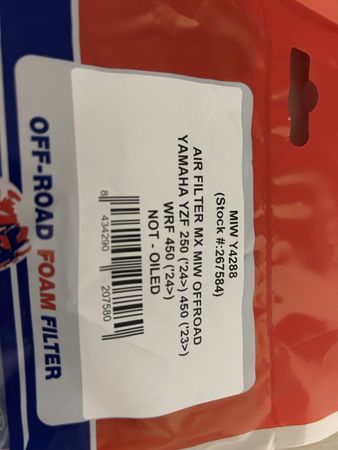 MIW Y4288
(Stock #:267584)
AIR FILTER MX MIW OFFROAD
YAMAHA YZF 250 ('24>) 450 ('23>)
WRF 450 ('24>)
NOT - OILED
8 434290 207580
OFF-ROAD FOAM FILTER